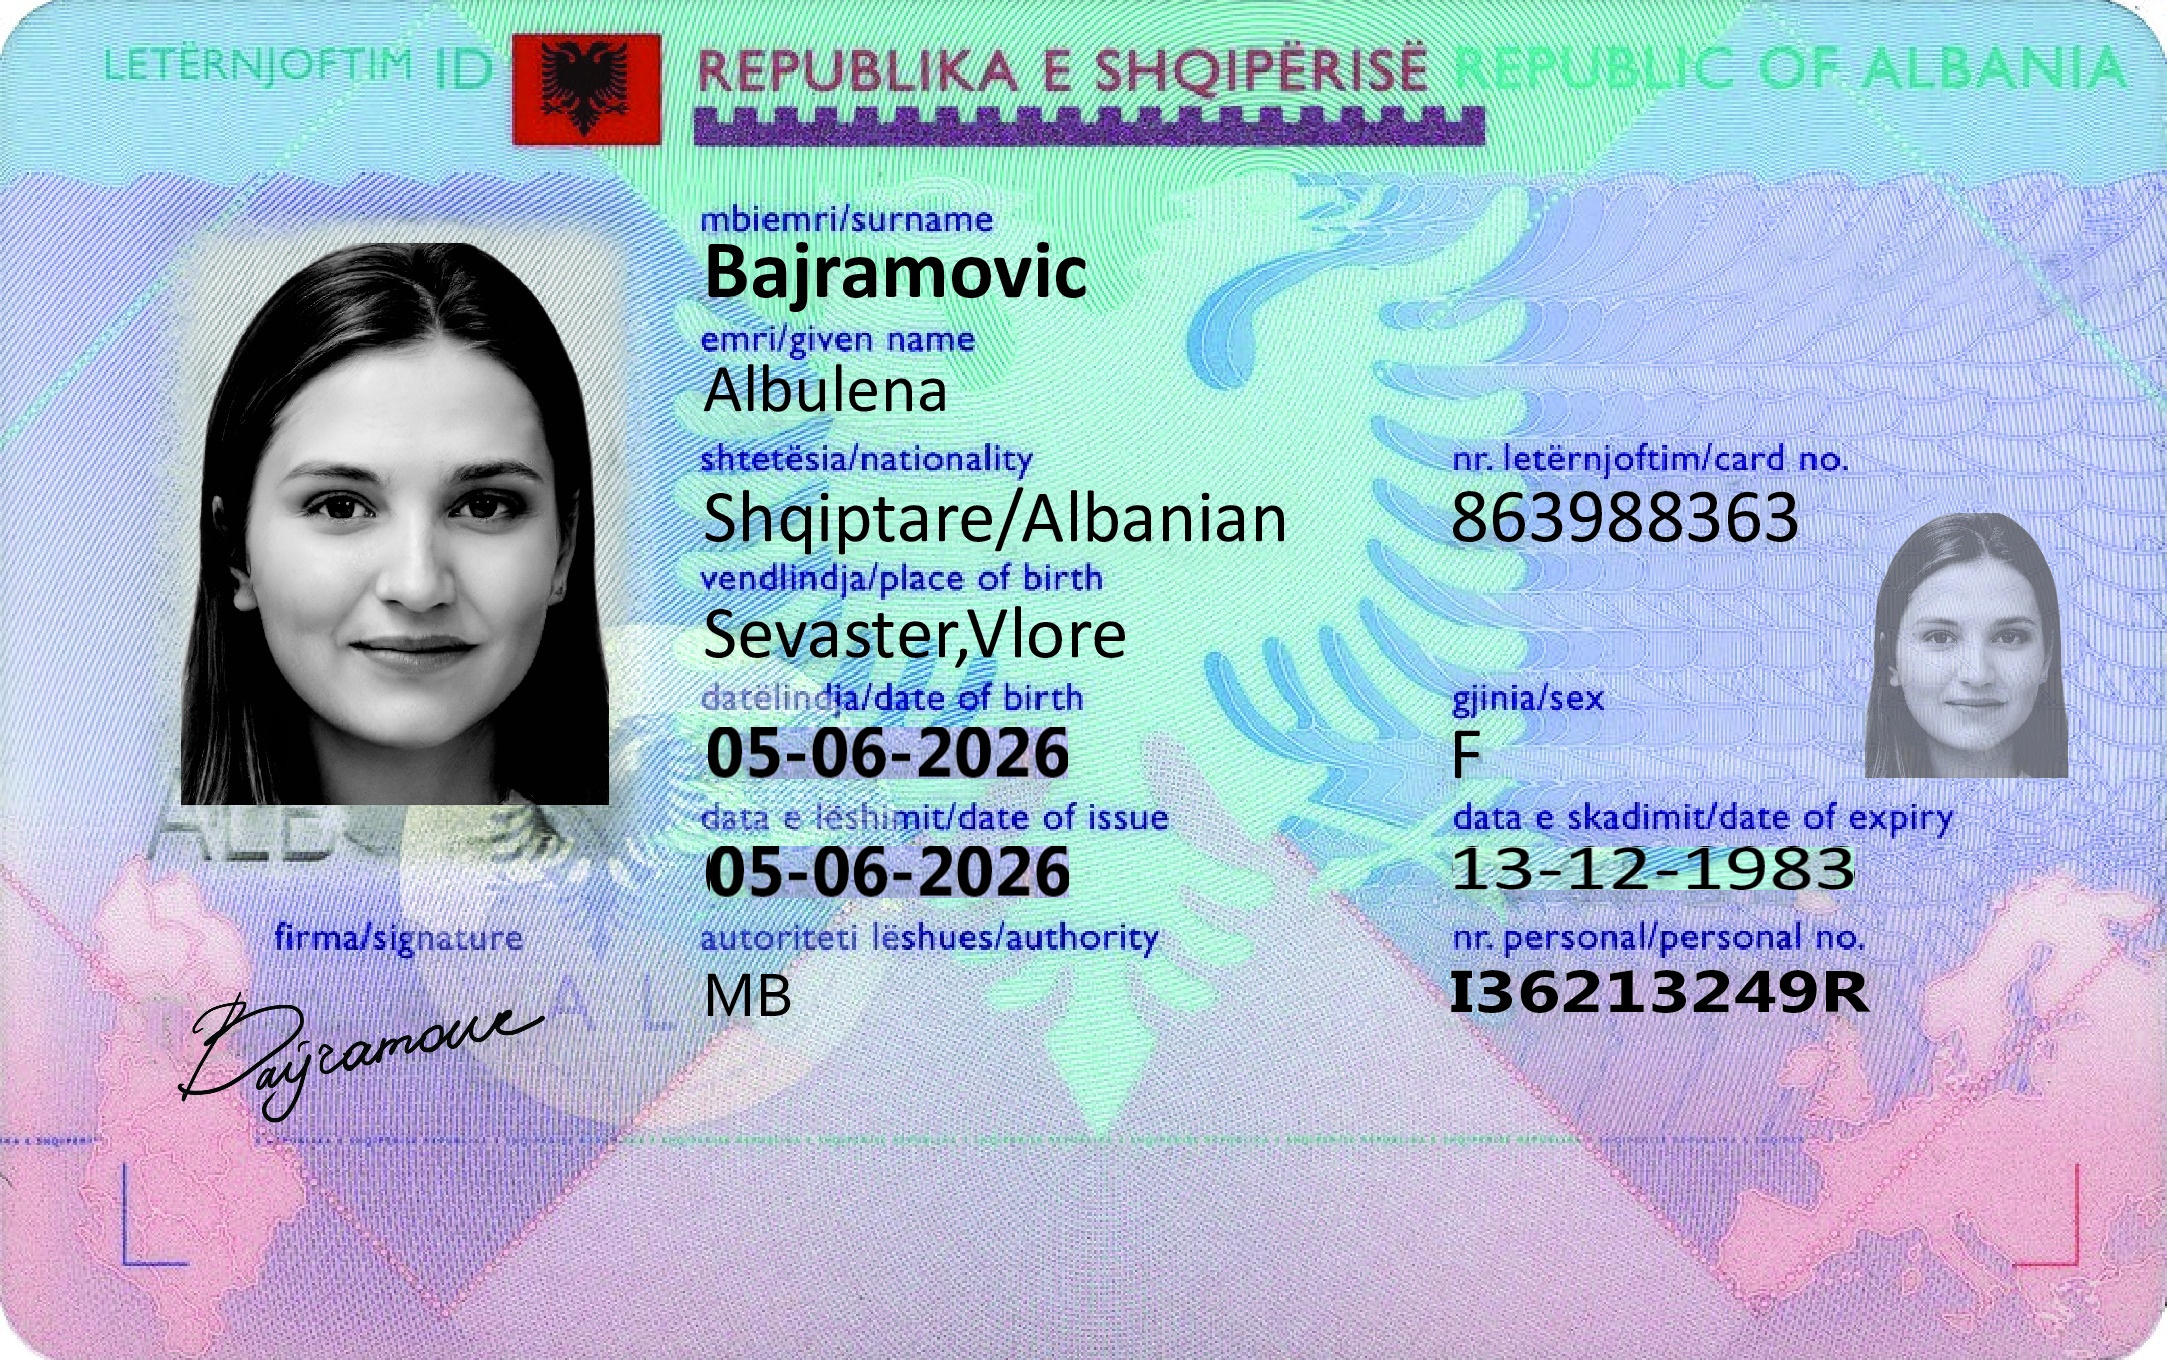 LETËRNJOFTIM ID REPUBLIKA E SHQIPËRISË REPUBLIC OF ALBANIA
mbiemri/surname
Bajramovic
emri/given name
Albulena
shtetësia/nationality
Shqiptare/Albanian
nr. letërnjoftim/card no.
863988363
vendlindja/place of birth
Sevaster,Vlore
datëlindja/date of birth
05-06-2026
gjinia/sex
F
data e lëshimit/date of issue
05-06-2026
data e skadimit/date of expiry
13-12-1983
autoriteti lëshues/authority
MB
nr. personal/personal no.
I36213249R
ALB
firma/signature
A L